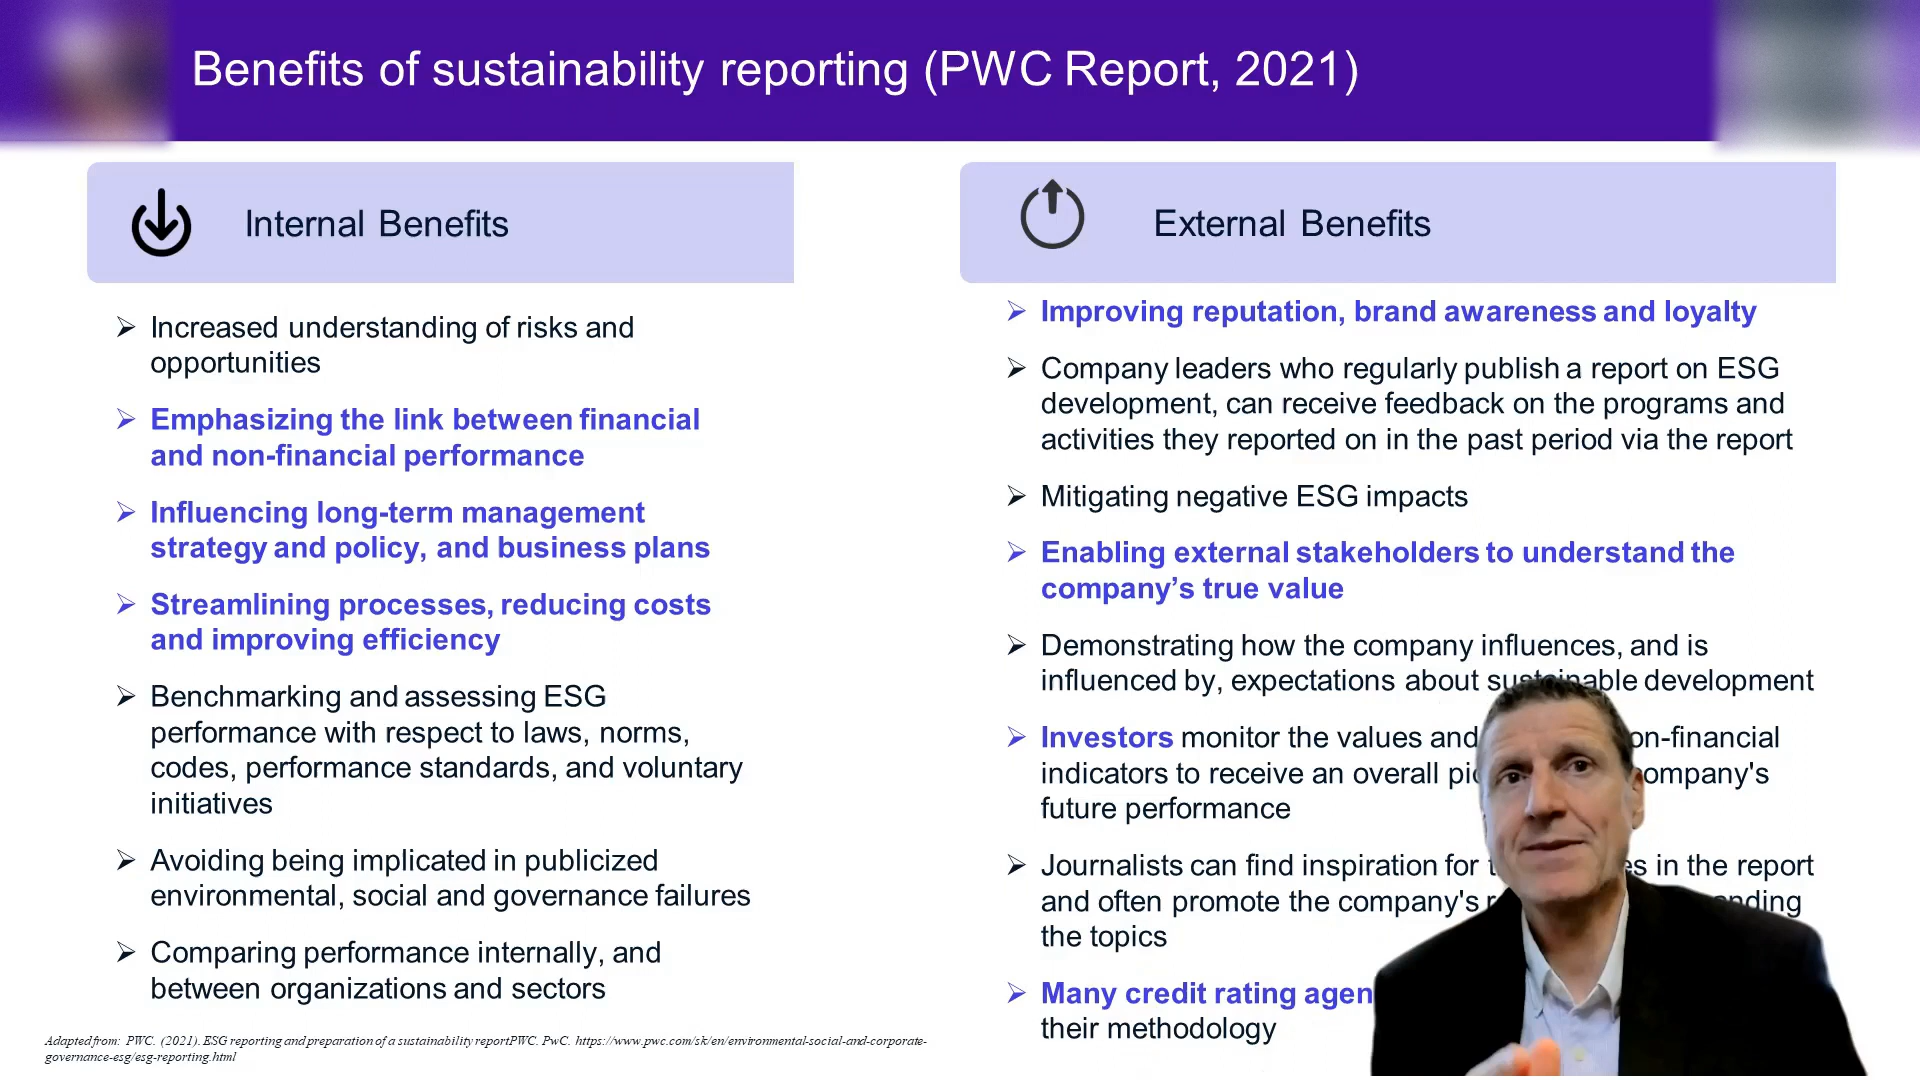 Benefits of sustainability reporting (PWC Report, 2021)
Internal Benefits
➢ Increased understanding of risks and
opportunities
➢ Emphasizing the link between financial
and non-financial performance
➢ Influencing long-term management
strategy and policy, and business plans
➢ Streamlining processes, reducing costs
and improving efficiency
➢ Benchmarking and assessing ESG
performance with respect to laws, norms,
codes, performance standards, and voluntary
initiatives
➢ Avoiding being implicated in publicized
environmental, social and governance failures
➢ Comparing performance internally, and
between organizations and sectors
External Benefits
➢ Improving reputation, brand awareness and loyalty
➢ Company leaders who regularly publish a report on ESG
development, can receive feedback on the programs and
activities they reported on in the past period via the report
➢ Mitigating negative ESG impacts
➢ Enabling external stakeholders to understand the
company’s true value
➢ Demonstrating how the company influences, and is
influenced by, expectations about sustainable development
➢ Investors monitor the values and on-financial
indicators to receive an overall company's
future performance
➢ Journalists can find inspiration for in the report
and often promote the company's
the topics
➢ Many credit rating
their methodology
Adapted from: PWC. (2021). ESG reporting and preparation of a sustainability reportPWC. PwC. https://www.pwc.com/sk/en/environmental-social-and-corporate-
governance-esg/esg-reporting.html